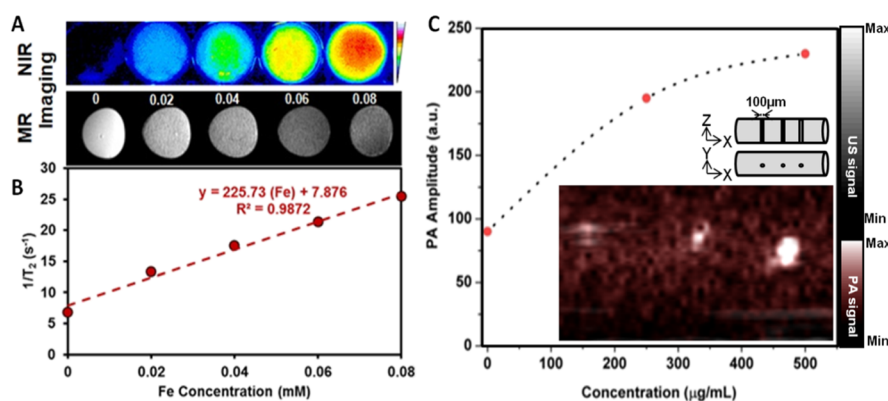 A
NIR
MR
Imaging
0 0.02 0.04 0.06 0.08
B
30
25
20
15
10
5
0
1/T₂ (s⁻¹)
y = 225.73 (Fe) + 7.876
R² = 0.9872
0 0.02 0.04 0.06 0.08
Fe Concentration (mM)
C
250
200
150
100
50
0
PA Amplitude (a.u.)
100µm
Z
X
Y
X
0 100 200 300 400 500
Concentration (µg/mL)
Max
US signal
Min
Max
PA signal
Min